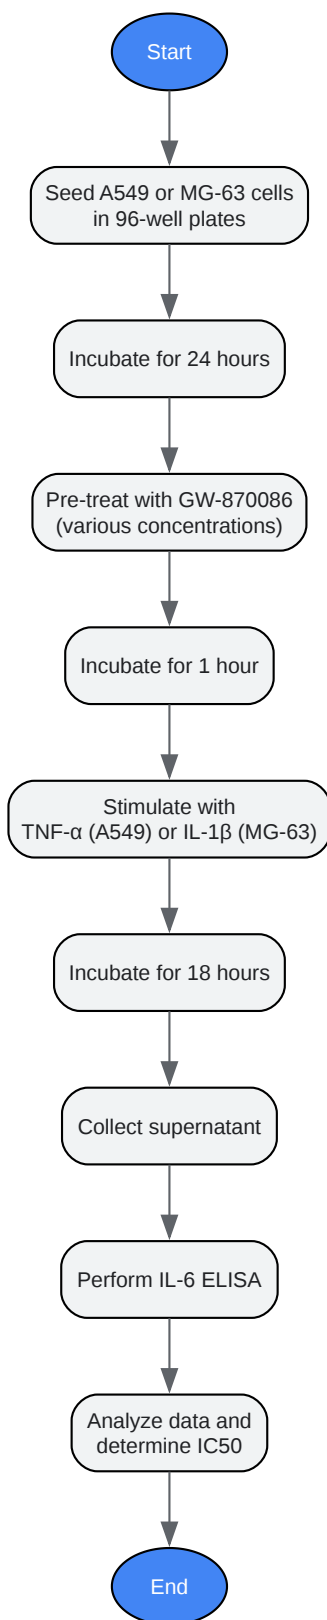 Start
Seed A549 or MG-63 cells
in 96-well plates
Incubate for 24 hours
Pre-treat with GW-870086
(various concentrations)
Incubate for 1 hour
Stimulate with
TNF-α (A549) or IL-1β (MG-63)
Incubate for 18 hours
Collect supernatant
Perform IL-6 ELISA
Analyze data and
determine IC50
End